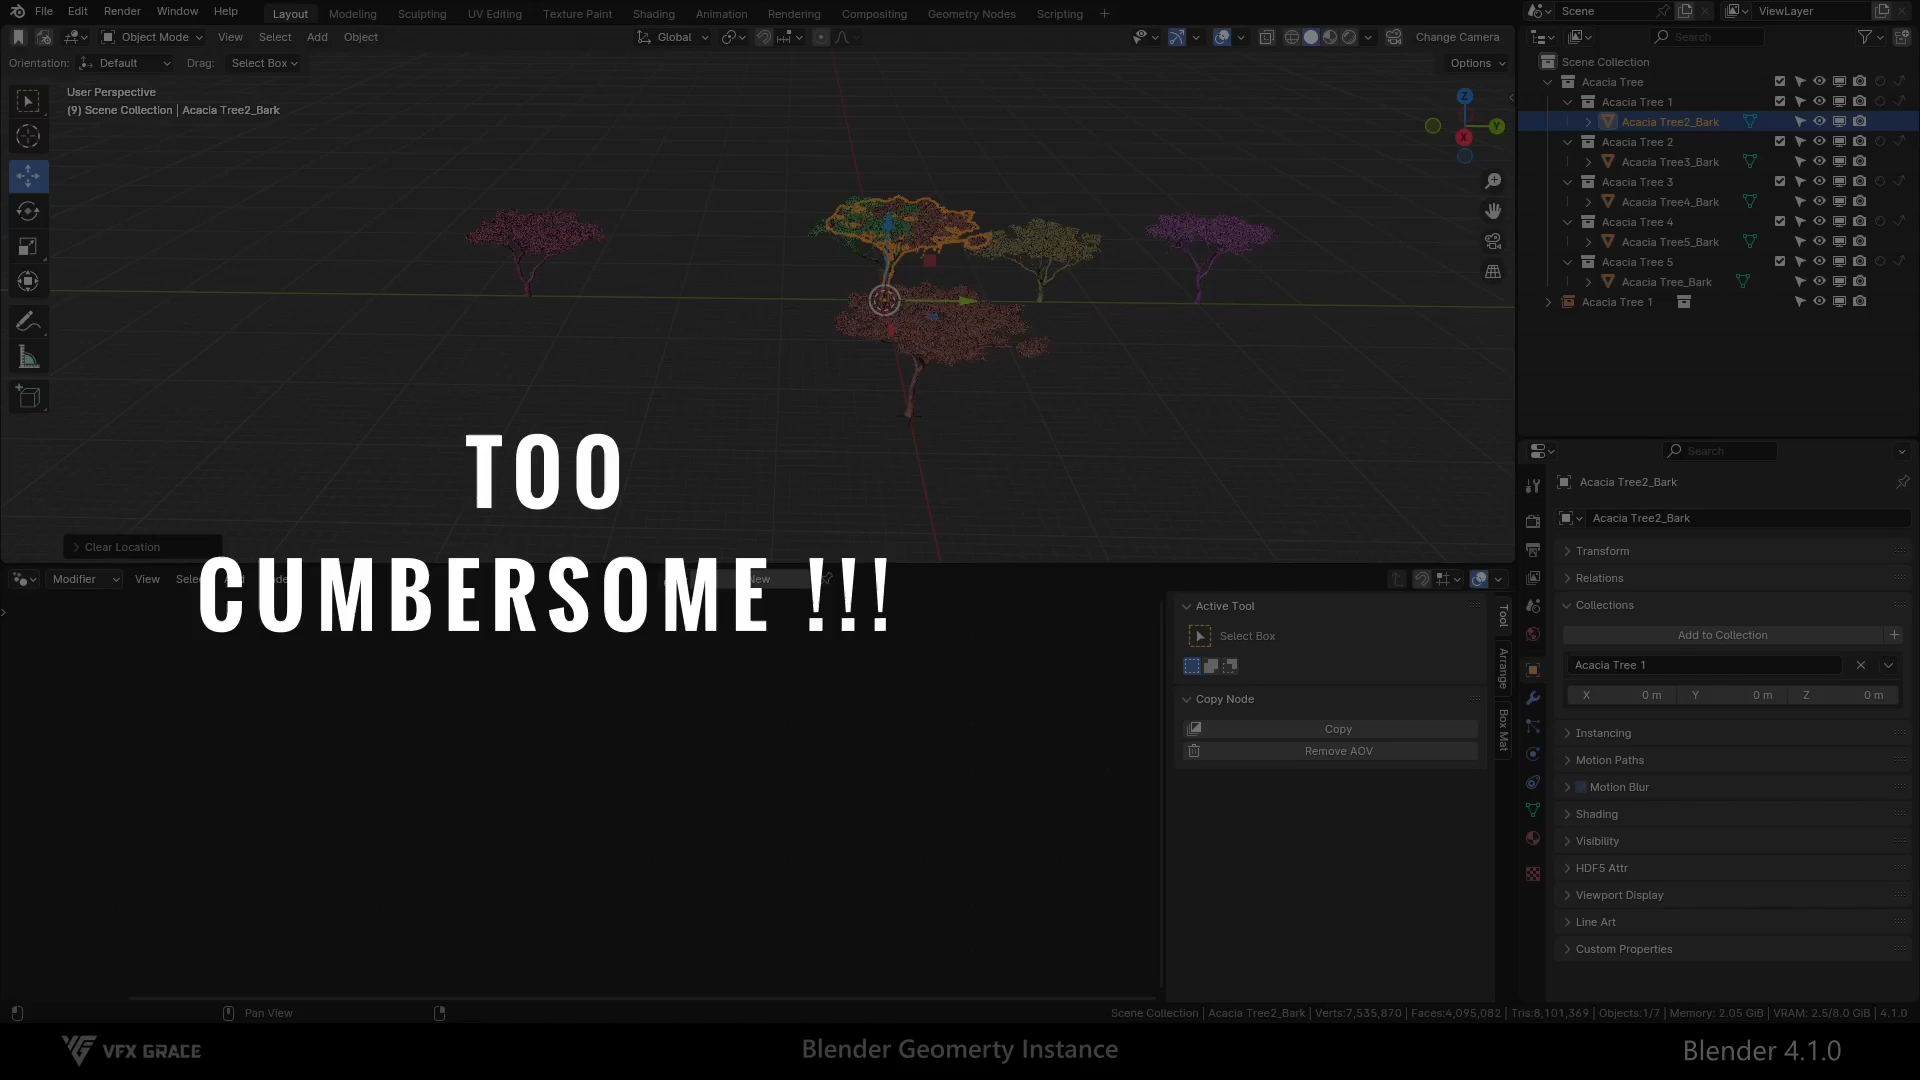 File Edit Render Window Help Layout Modeling Sculpting UV Editing Texture Paint Shading Animation Rendering Compositing Geometry Nodes Scripting + Scene ViewLayer
Object Mode View Select Add Object Global Change Camera Search
Orientation: Default Drag: Select Box Options
User Perspective
(9) Scene Collection | Acacia Tree2_Bark
Z
Y
X
Scene Collection
Acacia Tree
Acacia Tree 1
Acacia Tree2_Bark
Acacia Tree 2
Acacia Tree3_Bark
Acacia Tree 3
Acacia Tree4_Bark
Acacia Tree 4
Acacia Tree5_Bark
Acacia Tree 5
Acacia Tree_Bark
Acacia Tree 1
TOO
CUMBERSOME !!!
Clear Location
Modifier View New
Active Tool
Select Box
Copy Node
Copy
Remove AOV
Tool
Arrange
Box Mat
Search
Acacia Tree2_Bark
Acacia Tree2_Bark
Transform
Relations
Collections
Add to Collection +
Acacia Tree 1
X 0 m Y 0 m Z 0 m
Instancing
Motion Paths
Motion Blur
Shading
Visibility
HDF5 Attr
Viewport Display
Line Art
Custom Properties
Pan View
Scene Collection | Acacia Tree2_Bark | Verts:7,535,870 | Faces:4,095,082 | Tris:8,101,369 | Objects:1/7 | Memory: 2.05 GiB | VRAM: 2.5/8.0 GiB | 4.1.0
VFX GRACE
Blender Geomerty Instance
Blender 4.1.0